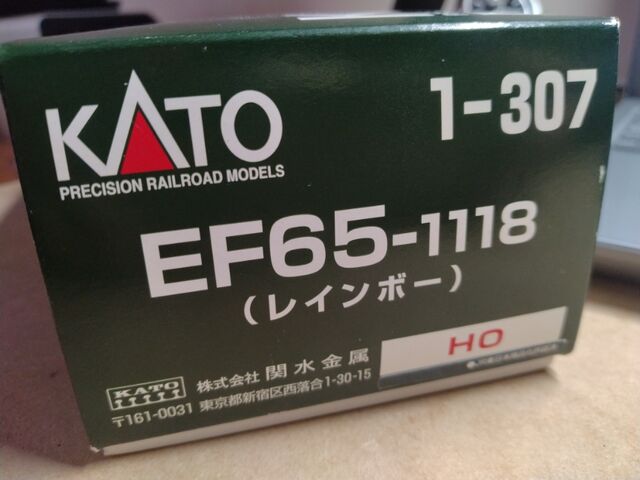 KATO
PRECISION RAILROAD MODELS
1-307
EF65-1118
(レインボー)
HO
KATO
株式会社 関水金属
〒161-0031 東京都新宿区西落合1-30-15